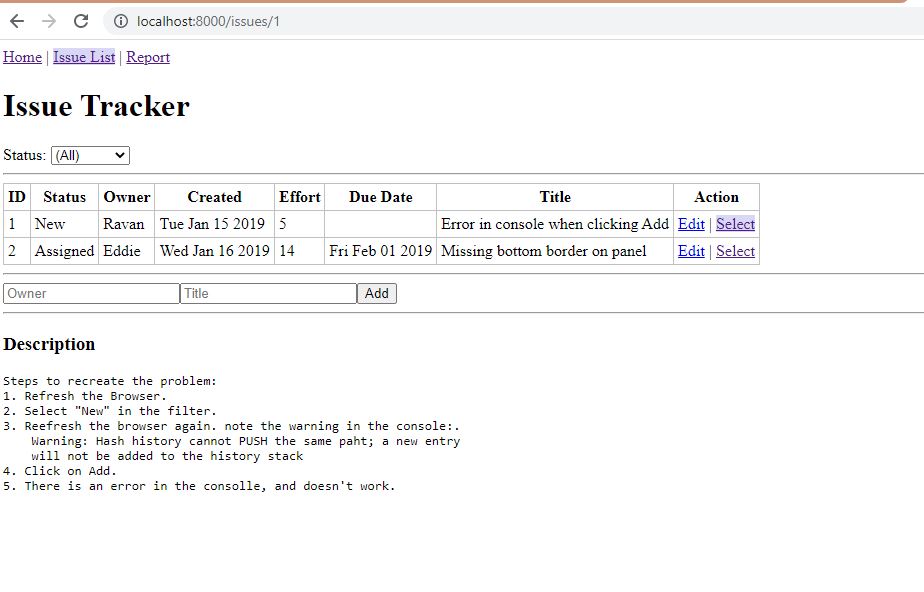 localhost:8000/issues/1
Home | Issue List | Report
Issue Tracker
Status: (All)
ID Status Owner Created Effort Due Date Title Action
1 New Ravan Tue Jan 15 2019 5 Error in console when clicking Add Edit | Select
2 Assigned Eddie Wed Jan 16 2019 14 Fri Feb 01 2019 Missing bottom border on panel Edit | Select
Owner Title Add
Description
Steps to recreate the problem:
1. Refresh the Browser.
2. Select "New" in the filter.
3. Reefresh the browser again. note the warning in the console:.
Warning: Hash history cannot PUSH the same paht; a new entry
will not be added to the history stack
4. Click on Add.
5. There is an error in the consolle, and doesn't work.